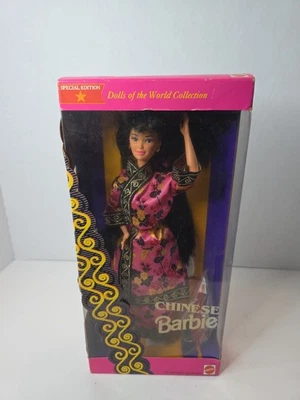 SPECIAL EDITION
Dolls of the World Collection
CHINESE
Barbie